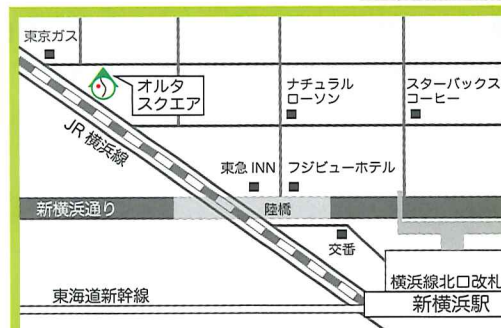 東京ガス
オルタ
スクエア
ナチュラル
ローソン
スターバックス
コーヒー
JR 横浜線
東急 INN
フジビューホテル
新横浜通り
陸橋
交番
横浜線北口改札
東海道新幹線
新横浜駅